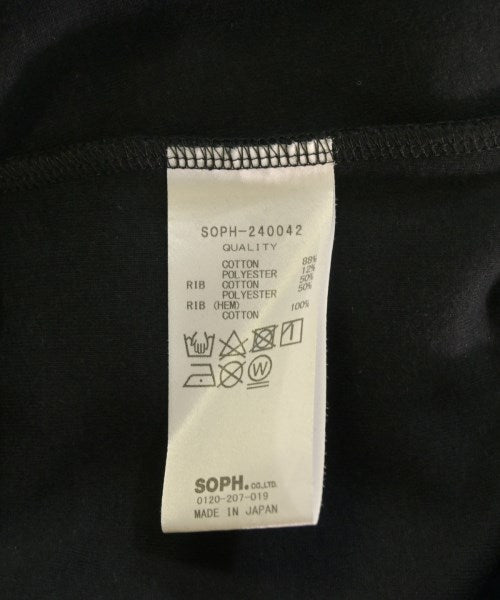 SOPH-240042
QUALITY
COTTON 88%
POLYESTER 12%
RIB COTTON 50%
POLYESTER 50%
RIB (HEM)
COTTON 100%
W
SOPH. CO.,LTD.
0120-207-019
MADE IN JAPAN